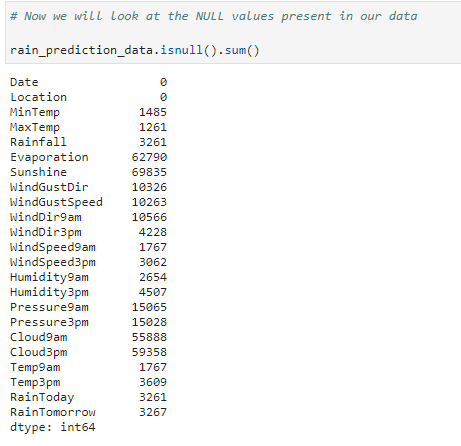 # Now we will look at the NULL values present in our data
rain_prediction_data.isnull().sum()
Date 0
Location 0
MinTemp 1485
MaxTemp 1261
Rainfall 3261
Evaporation 62790
Sunshine 69835
WindGustDir 10326
WindGustSpeed 10263
WindDir9am 10566
WindDir3pm 4228
WindSpeed9am 1767
WindSpeed3pm 3062
Humidity9am 2654
Humidity3pm 4507
Pressure9am 15065
Pressure3pm 15028
Cloud9am 55888
Cloud3pm 59358
Temp9am 1767
Temp3pm 3609
RainToday 3261
RainTomorrow 3267
dtype: int64